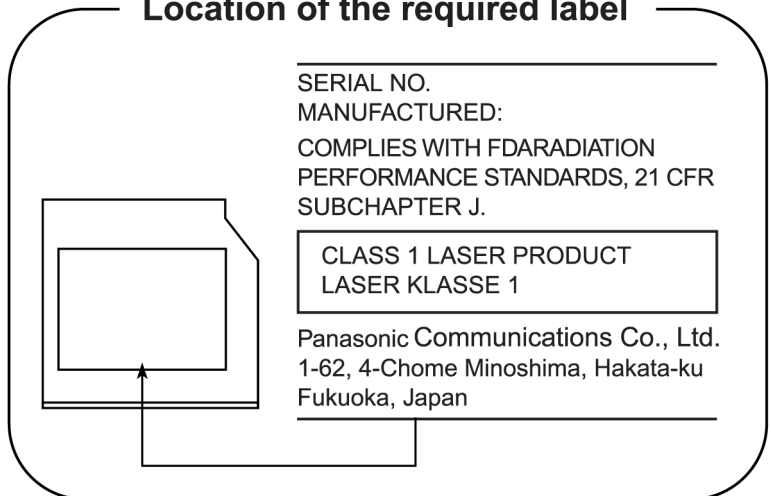 Location of the required label
SERIAL NO.
MANUFACTURED:
COMPLIES WITH FDARADIATION
PERFORMANCE STANDARDS, 21 CFR
SUBCHAPTER J.
CLASS 1 LASER PRODUCT
LASER KLASSE 1
Panasonic Communications Co., Ltd.
1-62, 4-Chome Minoshima, Hakata-ku
Fukuoka, Japan